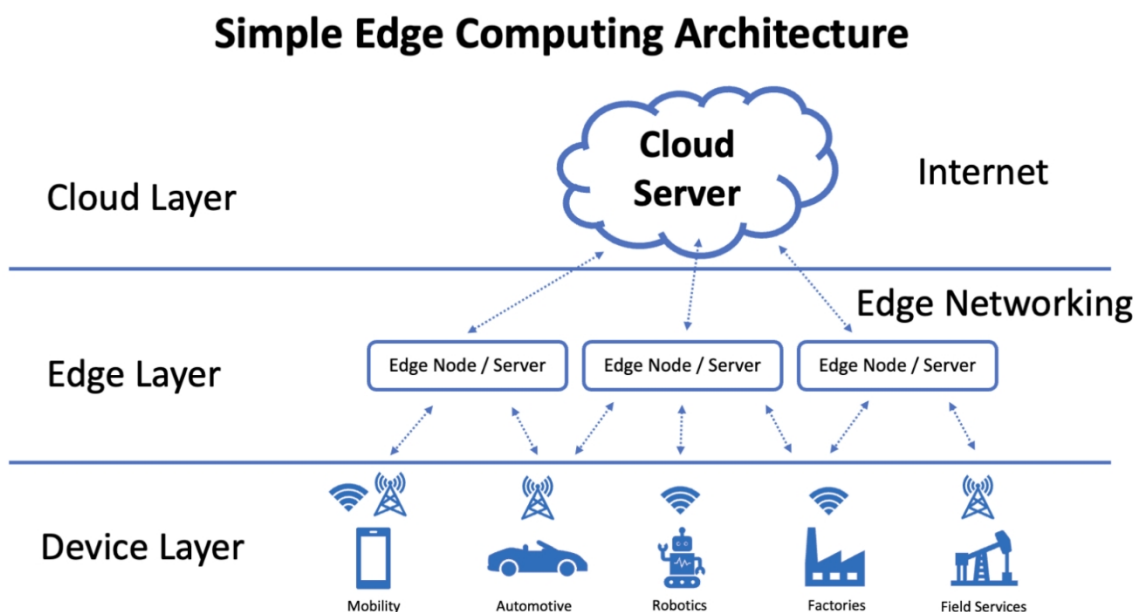 Simple Edge Computing Architecture
Cloud
Server
Internet
Cloud Layer
Edge Networking
Edge Node / Server
Edge Node / Server
Edge Node / Server
Edge Layer
Device Layer
Mobility
Automotive
Robotics
Factories
Field Services